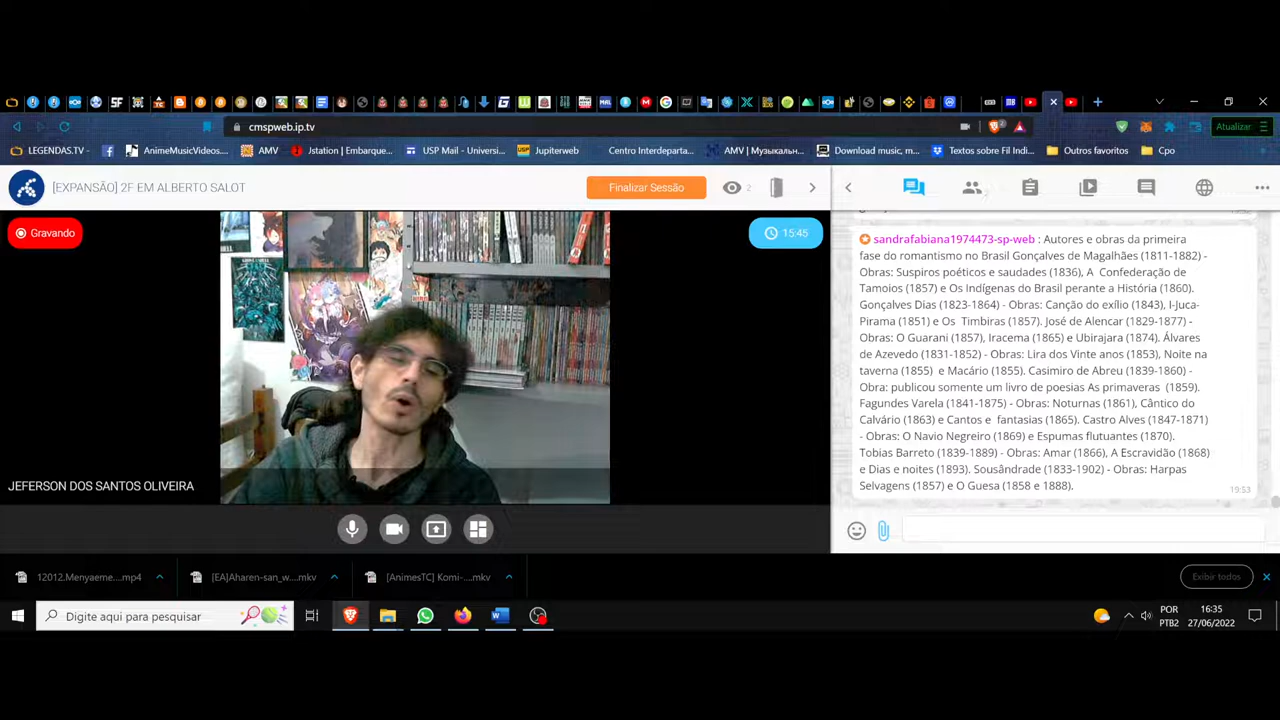 cmspweb.ip.tv
Atualizar
LEGENDAS.TV -
AnimeMusicVideos....
AMV
Jstation | Embarque...
USP Mail - Universi...
Jupiterweb
Centro Interdeparta...
AMV | Музыкальн...
Download music, m...
Textos sobre Fil Indi...
Outros favoritos
Cpo
[EXPANSÃO] 2F EM ALBERTO SALOT
Finalizar Sessão
2
Gravando
15:45
JEFERSON DOS SANTOS OLIVEIRA
sandrafabiana1974473-sp-web : Autores e obras da primeira
fase do romantismo no Brasil Gonçalves de Magalhães (1811-1882) -
Obras: Suspiros poéticos e saudades (1836), A Confederação de
Tamoios (1857) e Os Indígenas do Brasil perante a História (1860).
Gonçalves Dias (1823-1864) - Obras: Canção do exílio (1843), I-Juca-
Pirama (1851) e Os Timbiras (1857). José de Alencar (1829-1877) -
Obras: O Guarani (1857), Iracema (1865) e Ubirajara (1874). Álvares
de Azevedo (1831-1852) - Obras: Lira dos Vinte anos (1853), Noite na
taverna (1855) e Macário (1855). Casimiro de Abreu (1839-1860) -
Obra: publicou somente um livro de poesias As primaveras (1859).
Fagundes Varela (1841-1875) - Obras: Noturnas (1861), Cântico do
Calvário (1863) e Cantos e fantasias (1865). Castro Alves (1847-1871)
- Obras: O Navio Negreiro (1869) e Espumas flutuantes (1870).
Tobias Barreto (1839-1889) - Obras: Amar (1866), A Escravidão (1868)
e Dias e noites (1893). Sousândrade (1833-1902) - Obras: Harpas
Selvagens (1857) e O Guesa (1858 e 1888).
19:53
12012.Menyaeme....mp4
[EA]Aharen-san_w....mkv
[AnimesTC] Komi-....mkv
Exibir todos
Digite aqui para pesquisar
POR
PTB2
16:35
27/06/2022